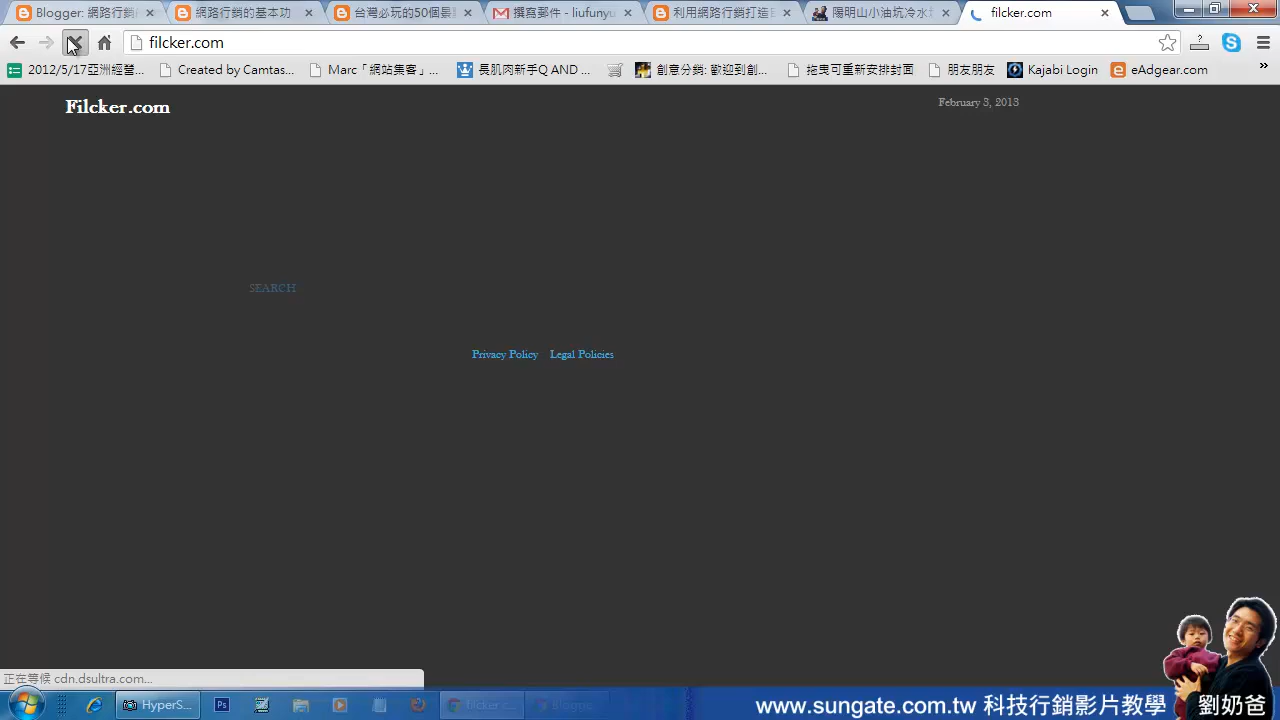 Blogger: 網路行銷 網路行銷的基本功 台灣必玩的50個景 撰寫郵件 - liufunyu 利用網路行銷打造 陽明山小油坑冷水 filcker.com
filcker.com
2012/5/17亞洲經營... Created by Camtas... Marc「網站集客」... 長肌肉新手Q AND ... 創意分銷: 歡迎到創... 拖曳可重新安排封面 朋友朋友 Kajabi Login eAdgear.com »
Filcker.com February 3, 2013
SEARCH
Privacy Policy Legal Policies
正在等候 cdn.dsultra.com...
HyperS... Ps filcker c... Bloggie www.sungate.com.tw 科技行銷影片教學 劉奶爸